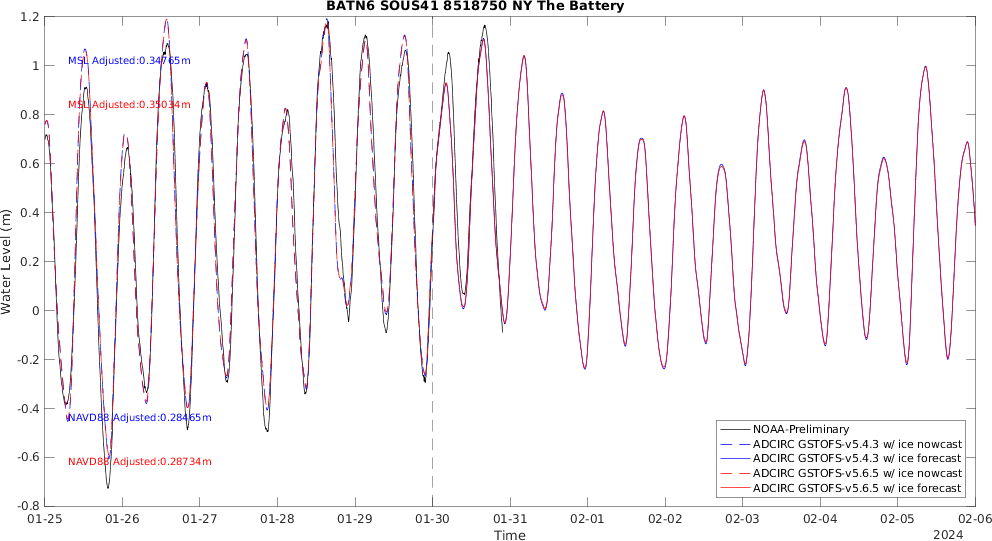 BATN6 SOUS41 8518750 NY The Battery
1.2
1
0.8
0.6
0.4
0.2
0
-0.2
-0.4
-0.6
-0.8
Water Level (m)
MSL Adjusted:0.34765m
MSL Adjusted:0.35034m
NAVD88 Adjusted:0.28465m
NAVD88 Adjusted:0.28734m
NOAA-Preliminary
ADCIRC GSTOFS-v5.4.3 w/ ice nowcast
ADCIRC GSTOFS-v5.4.3 w/ ice forecast
ADCIRC GSTOFS-v5.6.5 w/ ice nowcast
ADCIRC GSTOFS-v5.6.5 w/ ice forecast
01-25 01-26 01-27 01-28 01-29 01-30 01-31 02-01 02-02 02-03 02-04 02-05 02-06
Time
2024